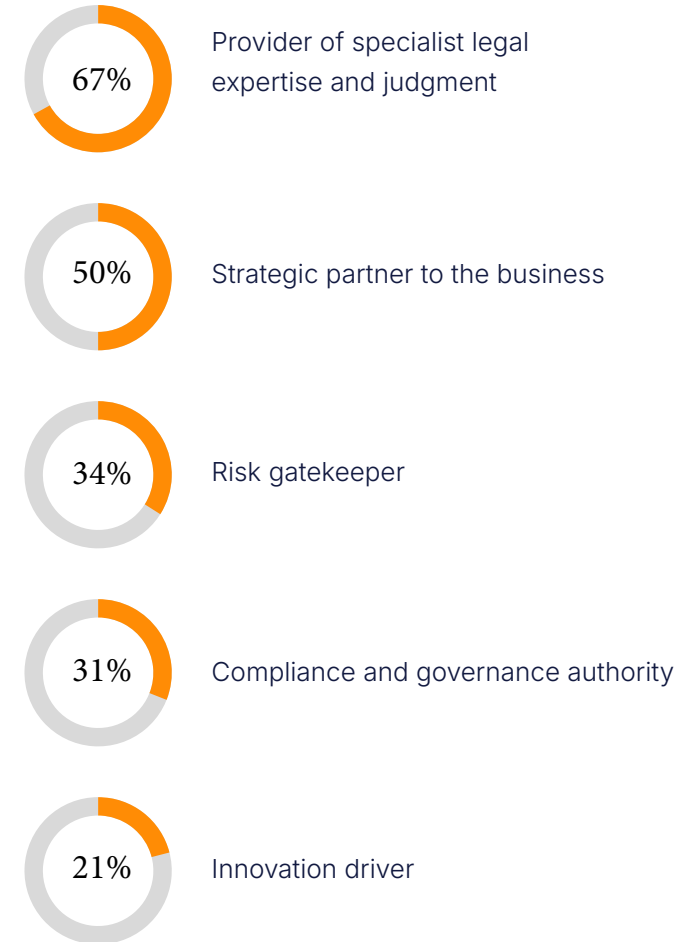 67%
Provider of specialist legal
expertise and judgment
50%
Strategic partner to the business
34%
Risk gatekeeper
31%
Compliance and governance authority
21%
Innovation driver